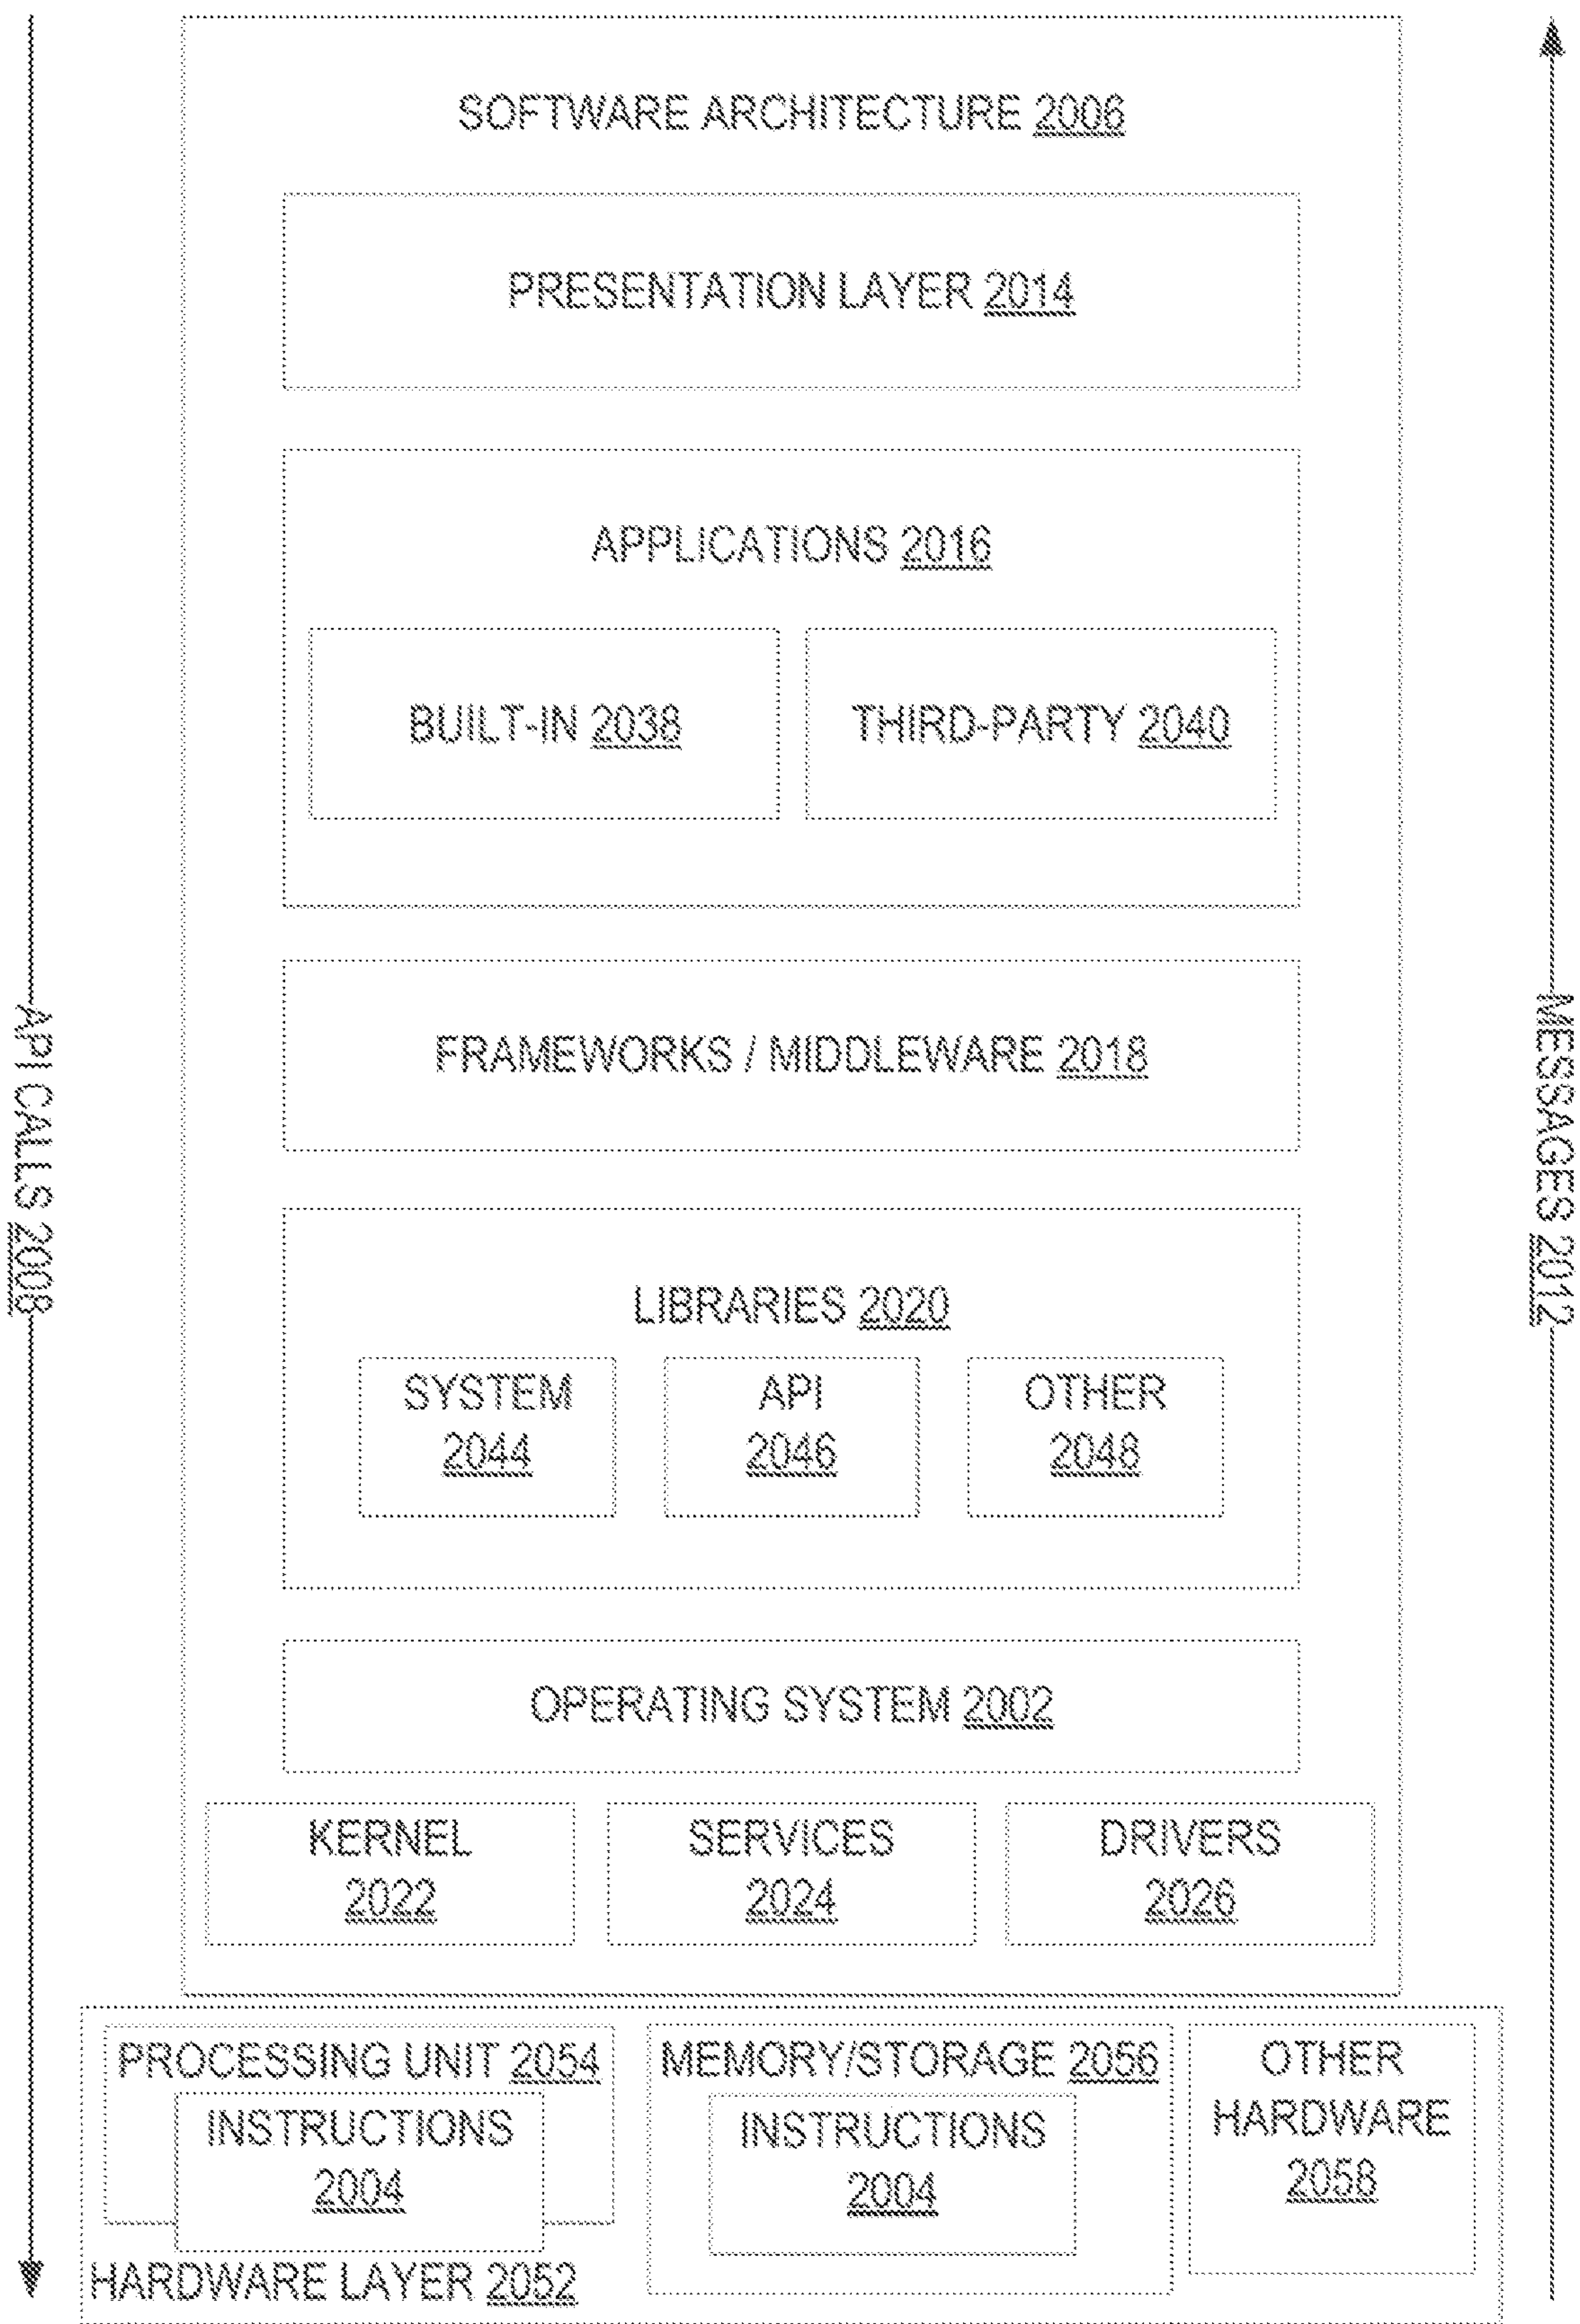 SOFTWARE ARCHITECTURE 2006
PRESENTATION LAYER 2014
APPLICATIONS 2016
BUILT-IN 2038
THIRD-PARTY 2040
FRAMEWORKS / MIDDLEWARE 2018
API CALLS 2008
MESSAGES 2012
LIBRARIES 2020
SYSTEM
2044
API
2046
OTHER
2048
OPERATING SYSTEM 2002
KERNEL
2022
SERVICES
2024
DRIVERS
2026
PROCESSING UNIT 2054
INSTRUCTIONS
2004
MEMORY/STORAGE 2056
INSTRUCTIONS
2004
OTHER
HARDWARE
2058
HARDWARE LAYER 2052